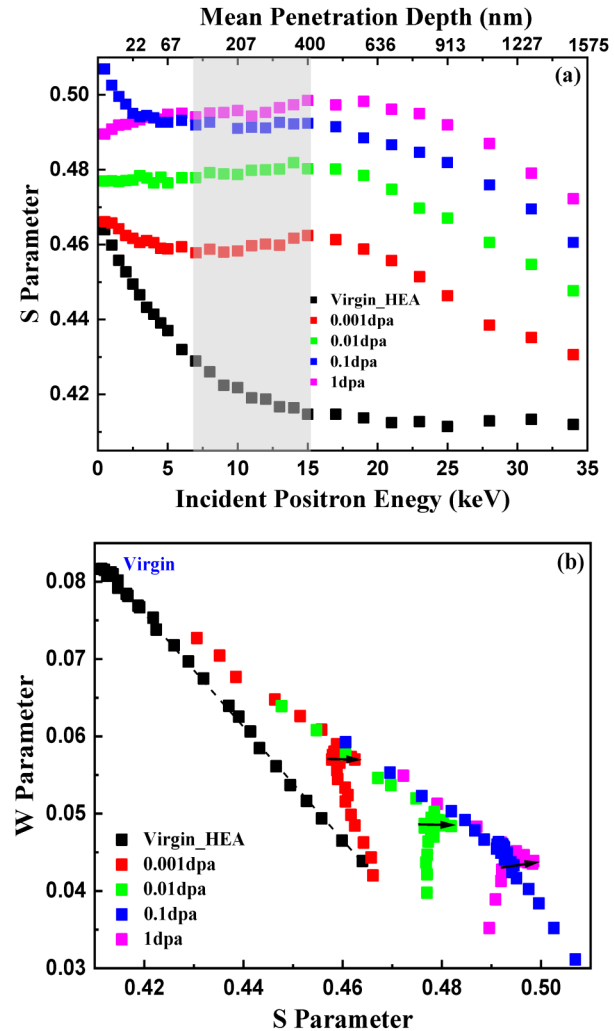 Mean Penetration Depth (nm)
22 67 207 400 636 913 1227 1575
(a)
0.50
0.48
0.46
0.44
0.42
S Parameter
Virgin_HEA
0.001dpa
0.01dpa
0.1dpa
1dpa
0 5 10 15 20 25 30 35
Incident Positron Enegy (keV)
Virgin
(b)
0.08
0.07
0.06
0.05
0.04
0.03
W Parameter
Virgin_HEA
0.001dpa
0.01dpa
0.1dpa
1dpa
0.42 0.44 0.46 0.48 0.50
S Parameter